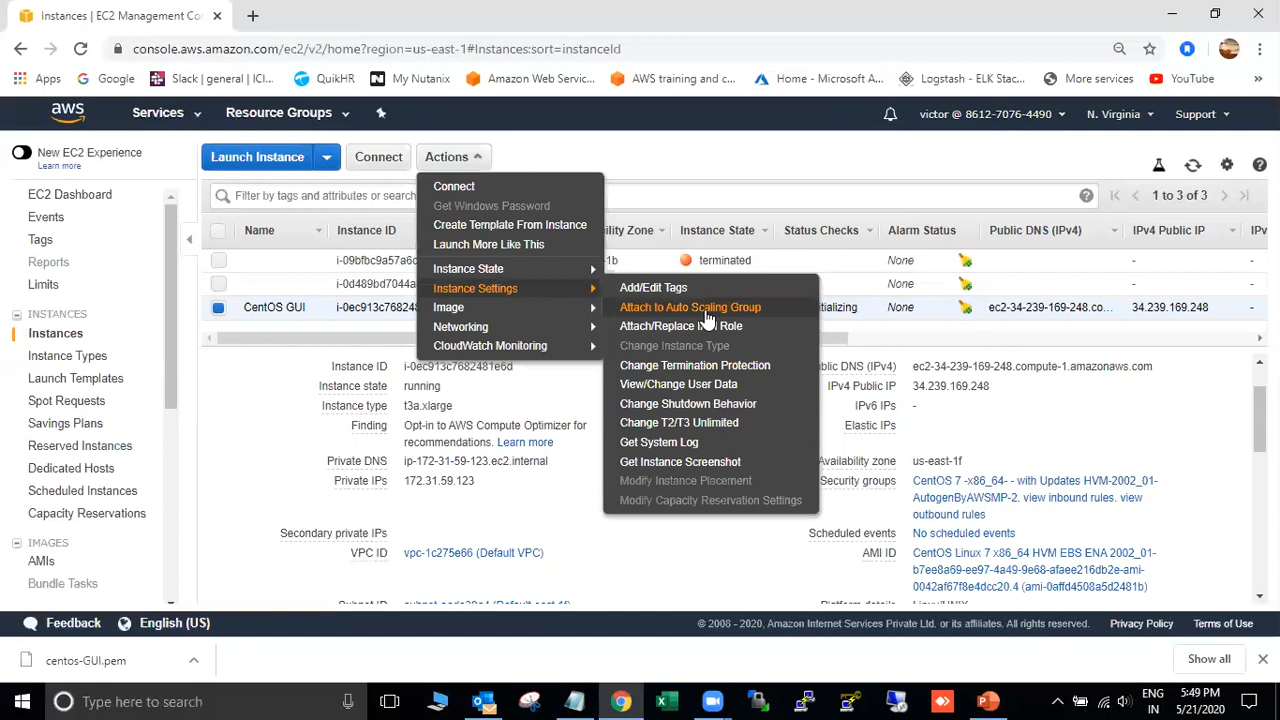 Instances | EC2 Management Con
console.aws.amazon.com/ec2/v2/home?region=us-east-1#Instances:sort=instanceId
Apps Google Slack | general | ICI... QuikHR My Nutanix Amazon Web Servic... AWS training and c... Home - Microsoft A... Logstash - ELK Stac... More services YouTube
aws Services Resource Groups victor @ 8612-7076-4490 N. Virginia Support
New EC2 Experience
Learn more
EC2 Dashboard
Events
Tags
Reports
Limits
INSTANCES
Instances
Instance Types
Launch Templates
Spot Requests
Savings Plans
Reserved Instances
Dedicated Hosts
Scheduled Instances
Capacity Reservations
IMAGES
AMIs
Bundle Tasks
Launch Instance Connect Actions
Filter by tags and attributes or search 1 to 3 of 3
Name Instance ID bility Zone Instance State Status Checks Alarm Status Public DNS (IPv4) IPv4 Public IP IPv
i-09bfbc9a57a6c -1b terminated None
i-0d489bd704a None
CentOS GUI i-0ec913c768248 tializing None ec2-34-239-169-248.co... 34.239.169.248
Connect
Get Windows Password
Create Template From Instance
Launch More Like This
Instance State
Instance Settings
Image
Networking
CloudWatch Monitoring
Add/Edit Tags
Attach to Auto Scaling Group
Attach/Replace Role
Change Instance Type
Change Termination Protection
View/Change User Data
Change Shutdown Behavior
Change T2/T3 Unlimited
Get System Log
Get Instance Screenshot
Modify Instance Placement
Modify Capacity Reservation Settings
Instance ID i-0ec913c7682481e6d
Instance state running
Instance type t3a.xlarge
Finding Opt-in to AWS Compute Optimizer for
recommendations. Learn more
Private DNS ip-172-31-59-123.ec2.internal
Private IPs 172.31.59.123
Secondary private IPs
VPC ID vpc-1c275e66 (Default VPC)
blic DNS (IPv4) ec2-34-239-169-248.compute-1.amazonaws.com
IPv4 Public IP 34.239.169.248
IPv6 IPs -
Elastic IPs
Availability zone us-east-1f
Security groups CentOS 7 -x86_64- - with Updates HVM-2002_01-
AutogenByAWSMP-2. view inbound rules. view
outbound rules
Scheduled events No scheduled events
AMI ID CentOS Linux 7 x86_64 HVM EBS ENA 2002_01-
b7ee8a69-ee97-4a49-9e68-afaee216db2e-ami-
0042af67f8e4dcc20.4 (ami-0affd4508a5d2481b)
Feedback English (US) © 2008 - 2020, Amazon Internet Services Private Ltd. or its affiliates. All rights reserved. Privacy Policy Terms of Use
centos-GUI.pem Show all
Type here to search
ENG
IN
5:49 PM
5/21/2020